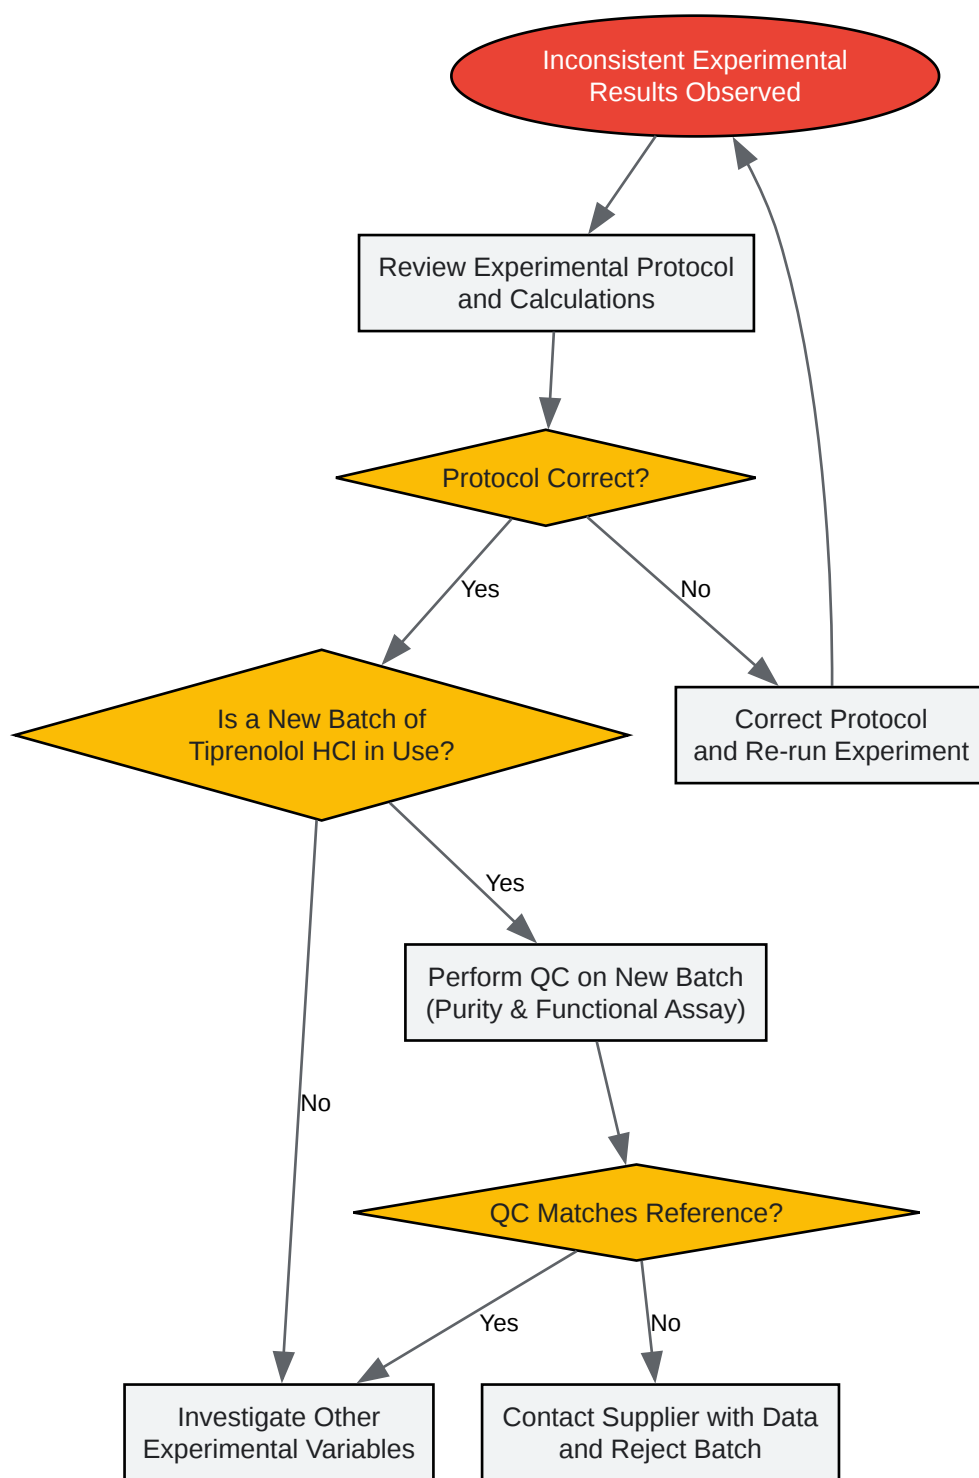 Inconsistent Experimental
Results Observed
Review Experimental Protocol
and Calculations
Protocol Correct?
Yes
No
Is a New Batch of
Tiprenolol HCl in Use?
Correct Protocol
and Re-run Experiment
Yes
Perform QC on New Batch
(Purity & Functional Assay)
No
QC Matches Reference?
Yes
No
Investigate Other
Experimental Variables
Contact Supplier with Data
and Reject Batch